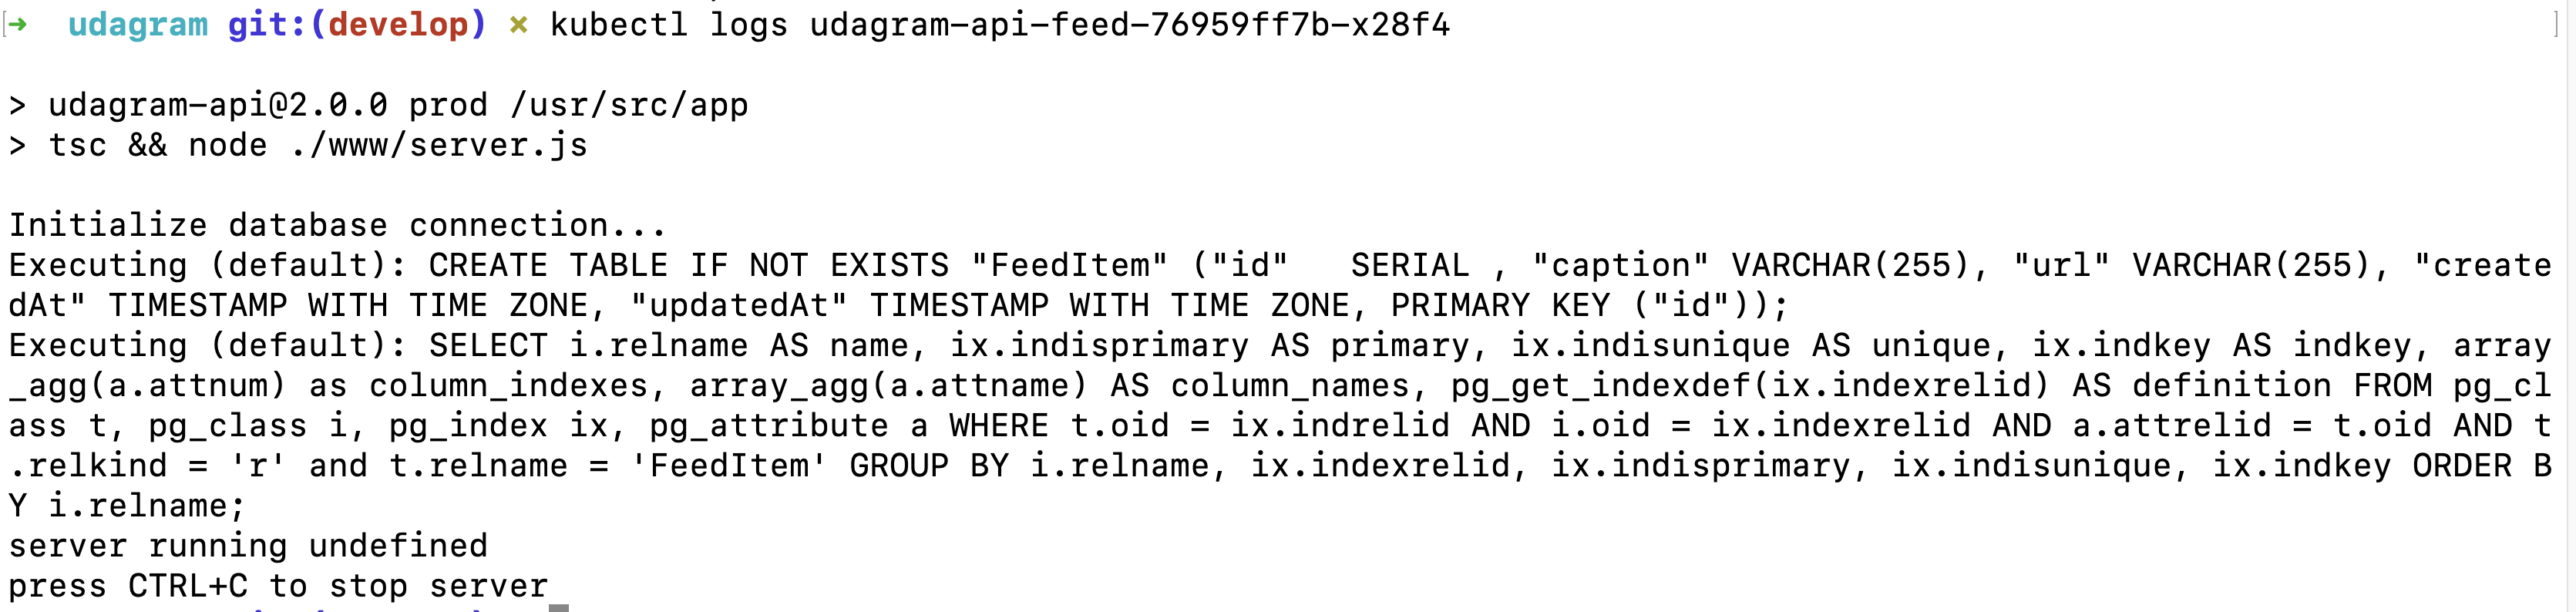 ➜  udagram git:(develop) ✗ kubectl logs udagram-api-feed-76959ff7b-x28f4
> udagram-api@2.0.0 prod /usr/src/app
> tsc && node ./www/server.js
Initialize database connection...
Executing (default): CREATE TABLE IF NOT EXISTS "FeedItem" ("id"   SERIAL , "caption" VARCHAR(255), "url" VARCHAR(255), "create
dAt" TIMESTAMP WITH TIME ZONE, "updatedAt" TIMESTAMP WITH TIME ZONE, PRIMARY KEY ("id"));
Executing (default): SELECT i.relname AS name, ix.indisprimary AS primary, ix.indisunique AS unique, ix.indkey AS indkey, array
_agg(a.attnum) as column_indexes, array_agg(a.attname) AS column_names, pg_get_indexdef(ix.indexrelid) AS definition FROM pg_cl
ass t, pg_class i, pg_index ix, pg_attribute a WHERE t.oid = ix.indrelid AND i.oid = ix.indexrelid AND a.attrelid = t.oid AND t
.relkind = 'r' and t.relname = 'FeedItem' GROUP BY i.relname, ix.indexrelid, ix.indisprimary, ix.indisunique, ix.indkey ORDER B
Y i.relname;
server running undefined
press CTRL+C to stop server